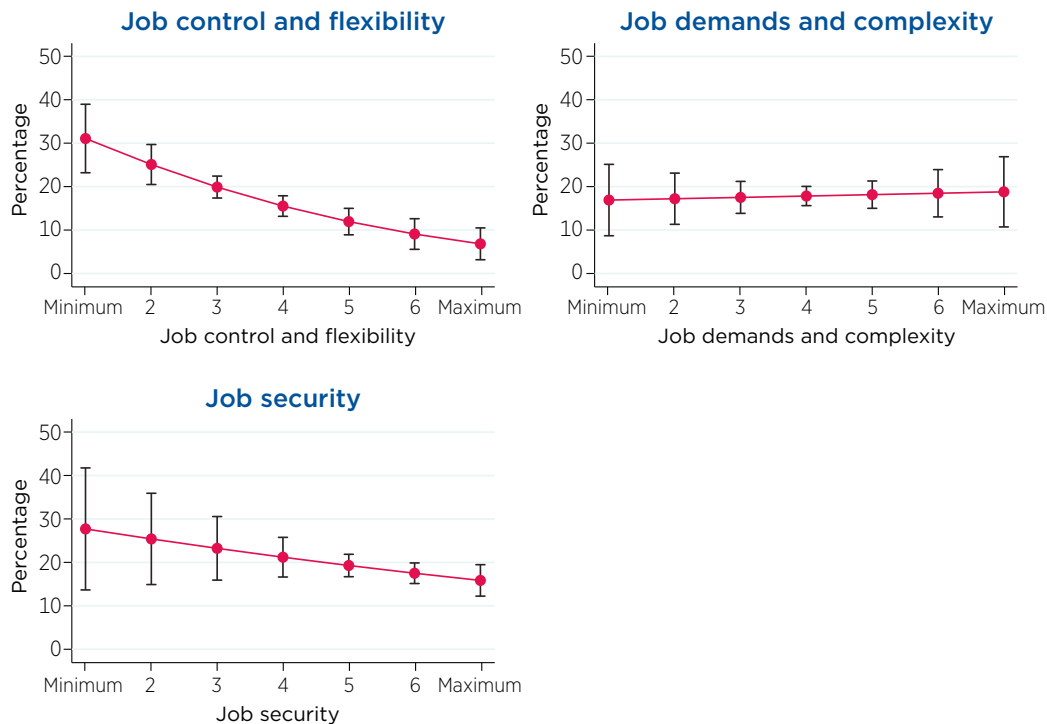 Job control and flexibility
Percentage
50
40
30
20
10
0
Minimum 2 3 4 5 6 Maximum
Job control and flexibility
Job demands and complexity
Percentage
50
40
30
20
10
0
Minimum 2 3 4 5 6 Maximum
Job demands and complexity
Job security
Percentage
50
40
30
20
10
0
Minimum 2 3 4 5 6 Maximum
Job security